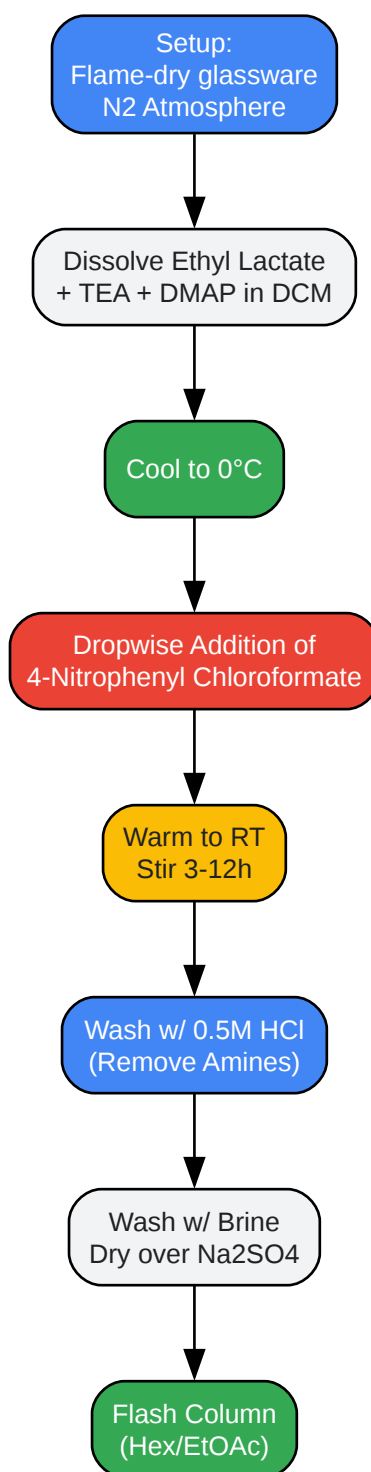 Setup:
Flame-dry glassware
N2 Atmosphere
Dissolve Ethyl Lactate
+ TEA + DMAP in DCM
Cool to 0°C
Dropwise Addition of
4-Nitrophenyl Chloroformate
Warm to RT
Stir 3-12h
Wash w/ 0.5M HCl
(Remove Amines)
Wash w/ Brine
Dry over Na2SO4
Flash Column
(Hex/EtOAc)